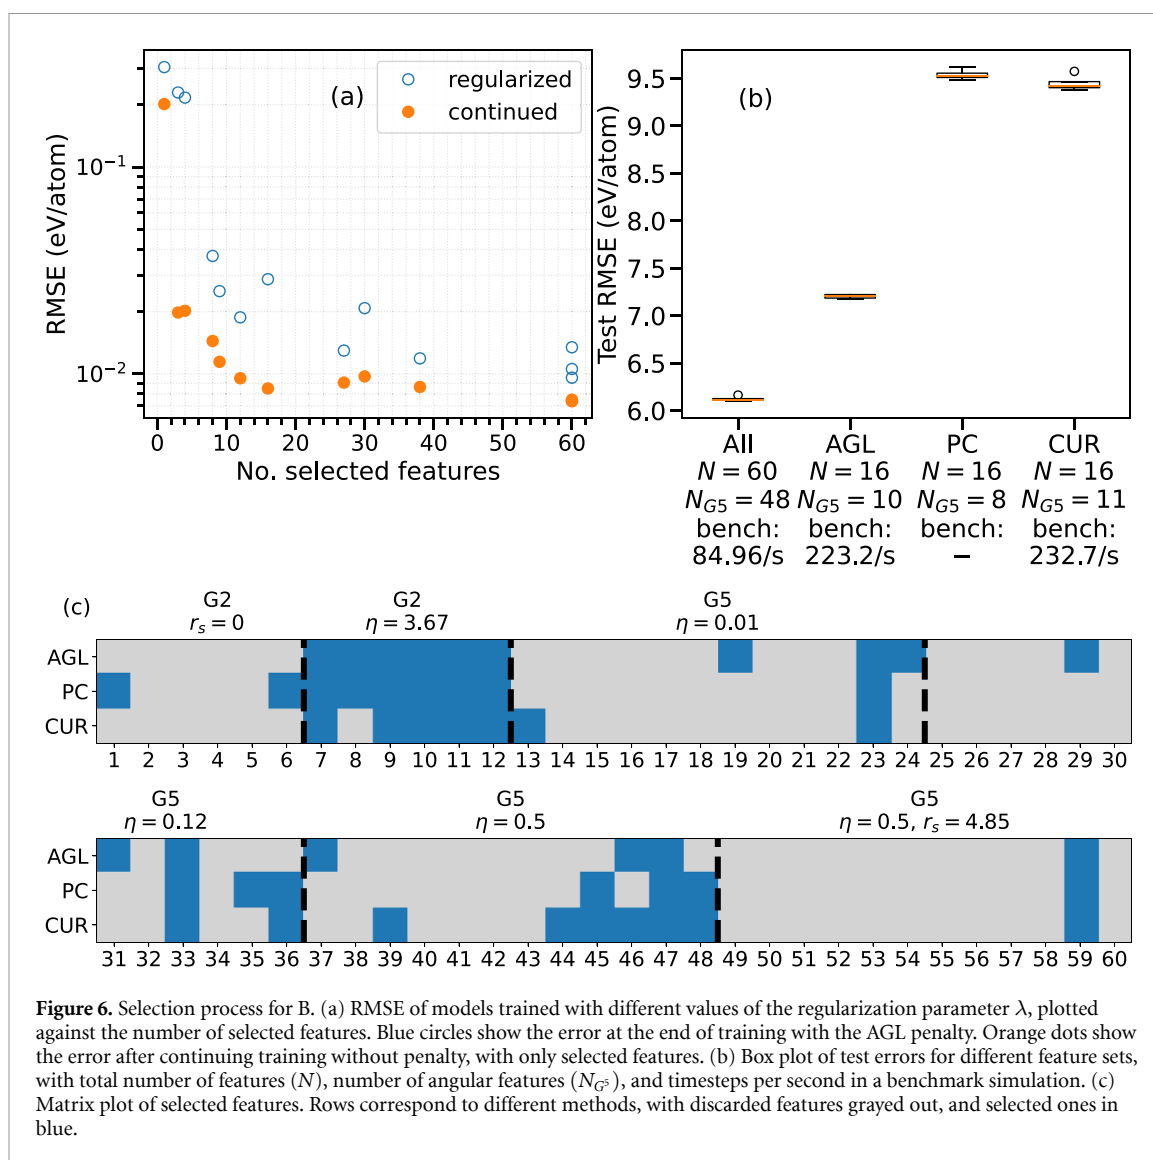 (a)
regularized
continued
RMSE (eV/atom)
10⁻¹
10⁻²
0 10 20 30 40 50 60
No. selected features
(b)
Test RMSE (eV/atom)
9.5
9.0
8.5
8.0
7.5
7.0
6.5
6.0
All AGL PC CUR
N = 60 N = 16 N = 16 N = 16
N_{G5} = 48 N_{G5} = 10 N_{G5} = 8 N_{G5} = 11
bench: bench: bench: bench:
84.96/s 223.2/s − 232.7/s
(c)
G2 G2 G5
r_s = 0 η = 3.67 η = 0.01
AGL
PC
CUR
1 2 3 4 5 6 7 8 9 10 11 12 13 14 15 16 17 18 19 20 21 22 23 24 25 26 27 28 29 30
G5 G5 G5
η = 0.12 η = 0.5 η = 0.5, r_s = 4.85
AGL
PC
CUR
31 32 33 34 35 36 37 38 39 40 41 42 43 44 45 46 47 48 49 50 51 52 53 54 55 56 57 58 59 60
Figure 6. Selection process for B. (a) RMSE of models trained with different values of the regularization parameter λ, plotted
against the number of selected features. Blue circles show the error at the end of training with the AGL penalty. Orange dots show
the error after continuing training without penalty, with only selected features. (b) Box plot of test errors for different feature sets,
with total number of features (N), number of angular features (N_{G⁵}), and timesteps per second in a benchmark simulation. (c)
Matrix plot of selected features. Rows correspond to different methods, with discarded features grayed out, and selected ones in
blue.